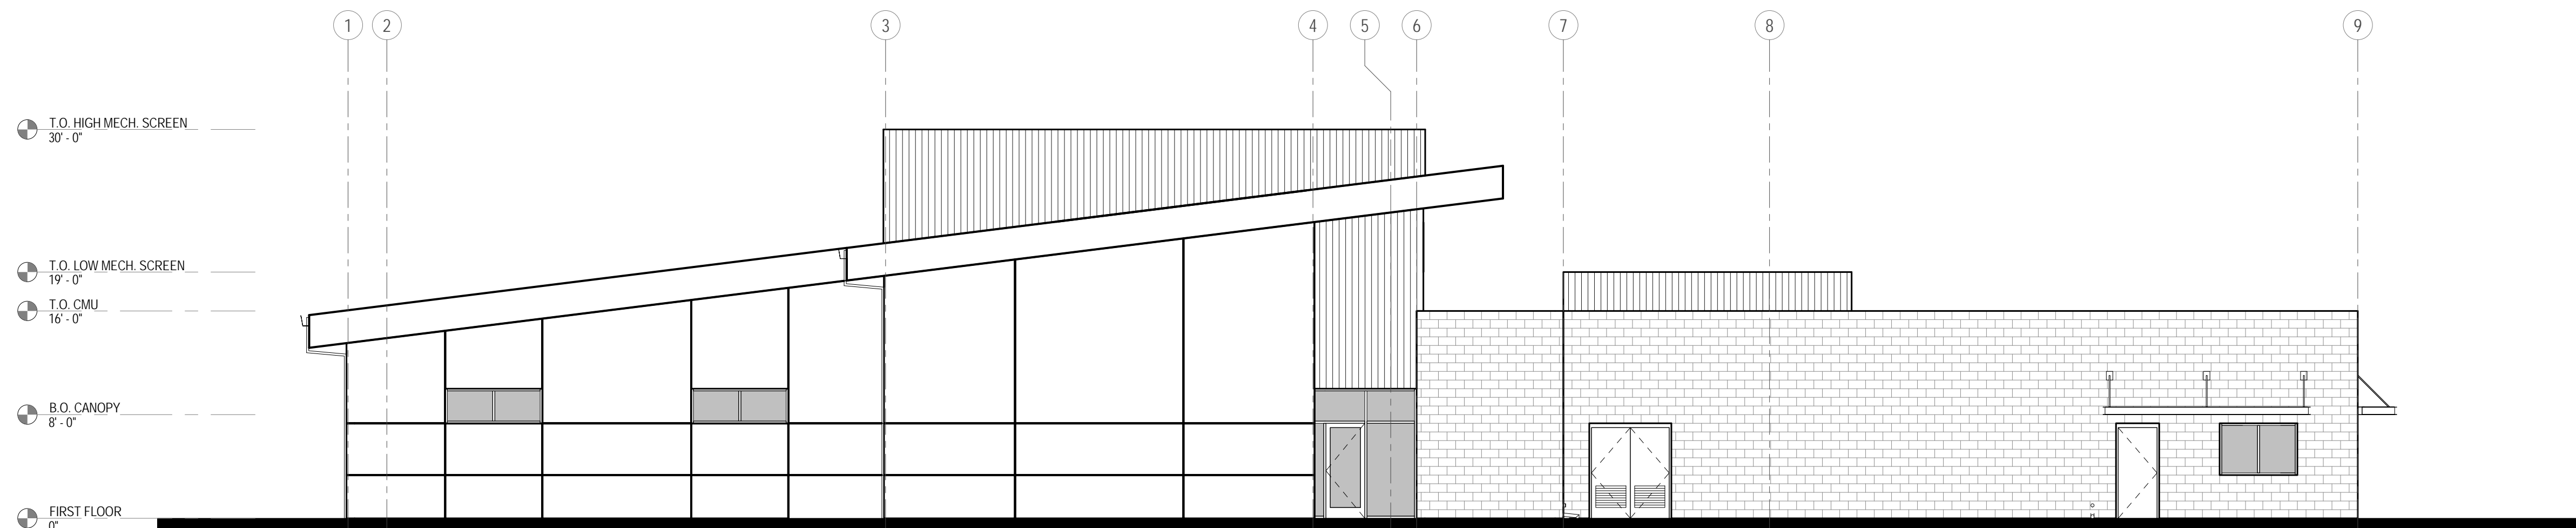 1
2
3
4
5
6
7
8
9
T.O. HIGH MECH. SCREEN
30' - 0"
T.O. LOW MECH. SCREEN
19' - 0"
T.O. CMU
16' - 0"
B.O. CANOPY
8' - 0"
FIRST FLOOR
0"